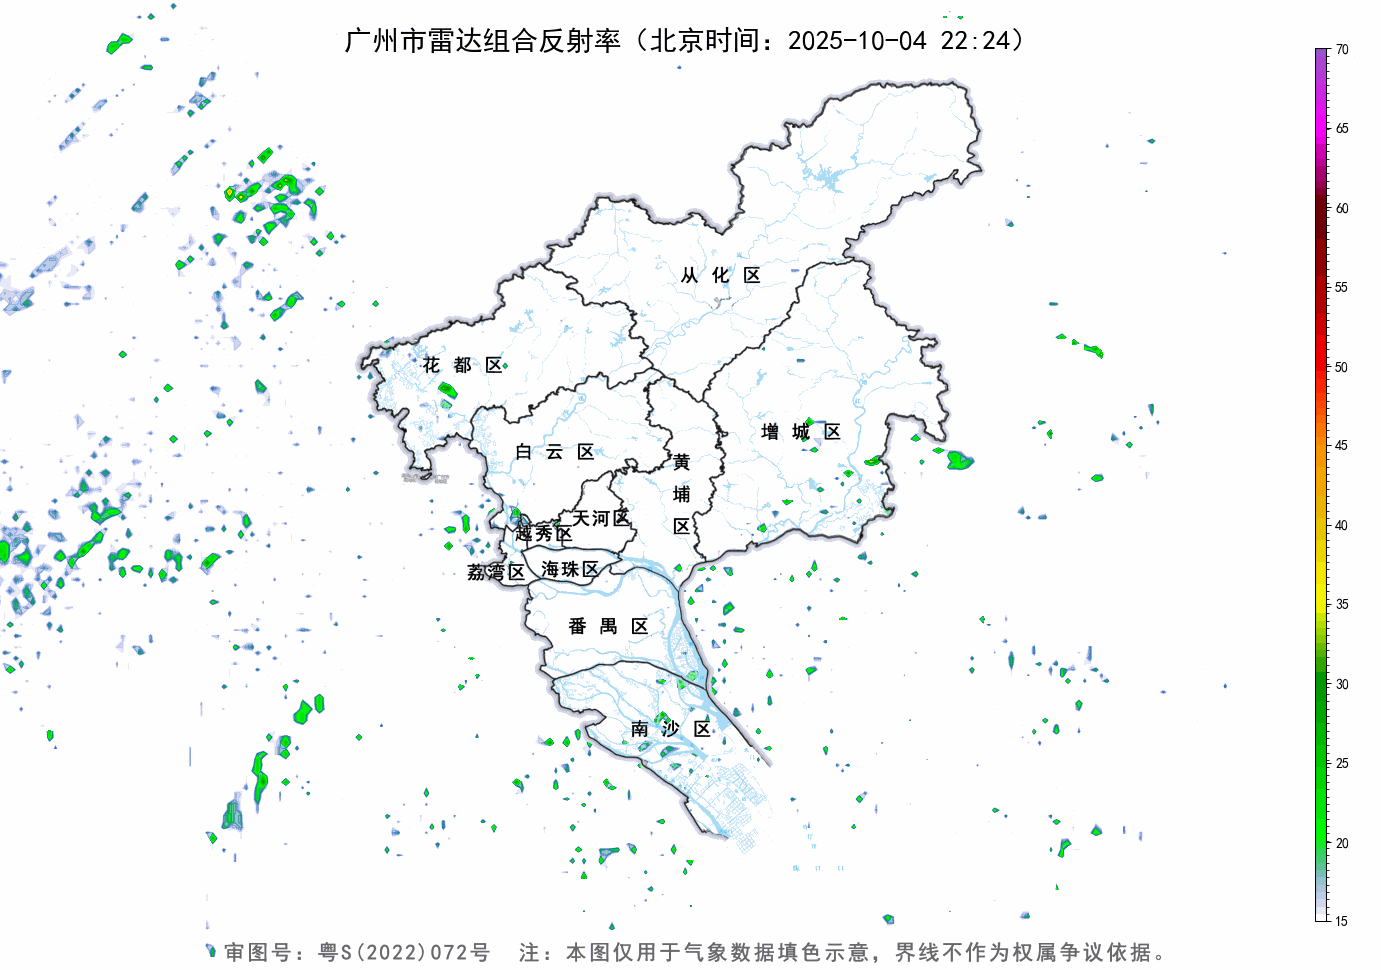 广州市雷达组合反射率（北京时间：2025-10-04 22:24）
70
65
60
55
50
45
40
35
30
25
20
15
从化区
花都区
增城区
白云区
黄埔区
天河区
越秀区
荔湾区
海珠区
番禺区
南沙区
审图号：粤S(2022)072号 注：本图仅用于气象数据填色示意，界线不作为权属争议依据。